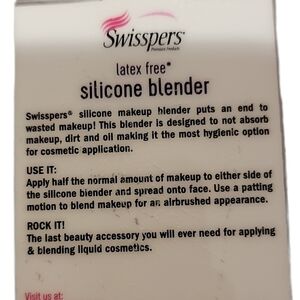 Swisspers®
Premium Products
latex free*
silicone blender
Swisspers® silicone makeup blender puts an end to
wasted makeup! This blender is designed to not absorb
makeup, dirt and oil making it the most hygienic option
for cosmetic application.
USE IT:
Apply half the normal amount of makeup to either side of
the silicone blender and spread onto face. Use a patting
motion to blend makeup for an airbrushed appearance.
ROCK IT!
The last beauty accessory you will ever need for applying
& blending liquid cosmetics.
Visit us at: